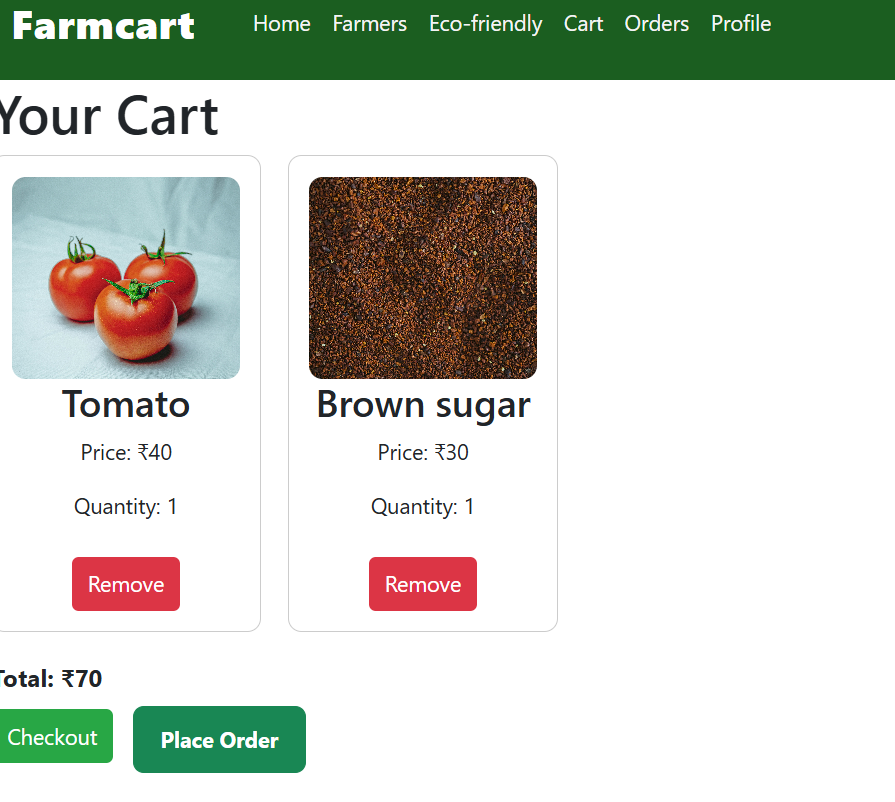 Farmcart Home Farmers Eco-friendly Cart Orders Profile
Your Cart
Tomato
Price: ₹40
Quantity: 1
Remove
Brown sugar
Price: ₹30
Quantity: 1
Remove
Total: ₹70
Checkout Place Order